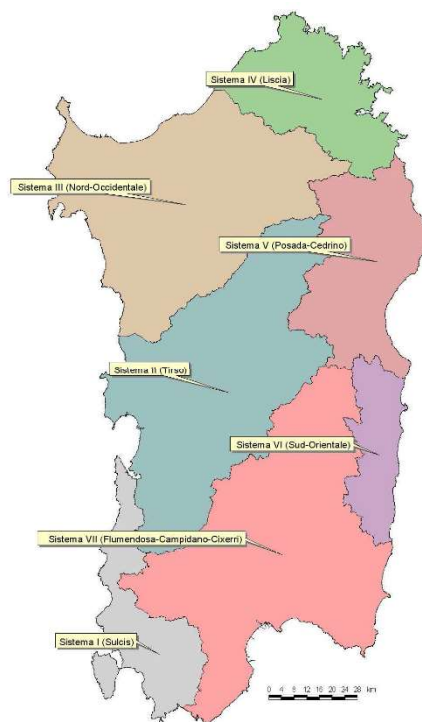 Sistema IV (Liscia)
Sistema III (Nord-Occidentale)
Sistema V (Posada-Cedrino)
Sistema II (Tirso)
Sistema VI (Sud-Orientale)
Sistema VII (Flumendosa-Campidano-Cixerri)
Sistema I (Sulcis)
0 4 8 12 16 20 24 28 km